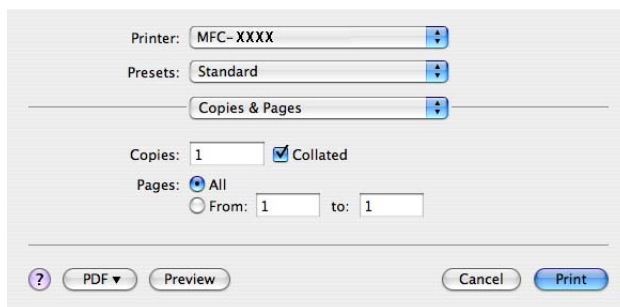 Printer: MFC-XXXX
Presets: Standard
Copies & Pages
Copies: 1 Collated
Pages: All
From: 1 to: 1
? PDF▼ Preview Cancel Print